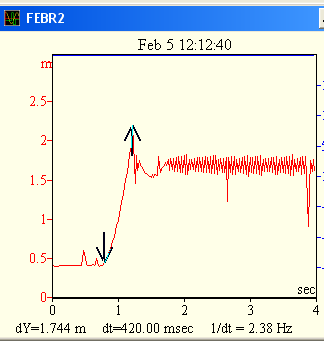 FEBR2
Feb 5 12:12:40
m
2.5
2
1.5
1
0.5
0
sec
0 1 2 3 4
dY=1.744 m dt=420.00 msec 1/dt = 2.38 Hz